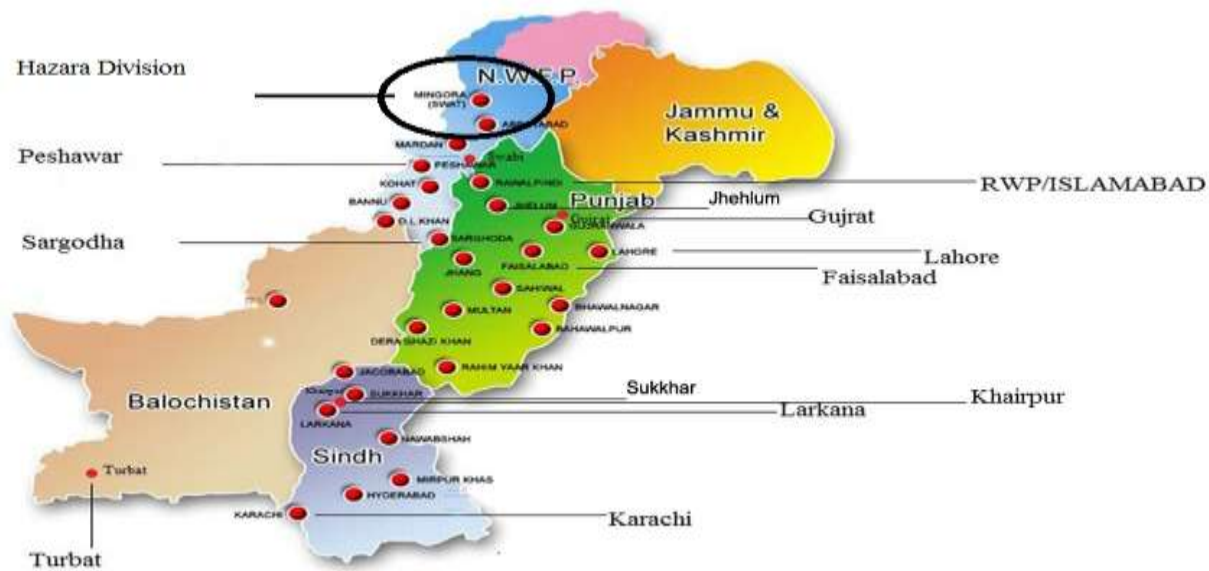 Hazara Division
N.W.F.P.
MINGORA
(SWAT)
Jammu &
Kashmir
MARDAN
Swabi
Peshawar
PESHAWAR
KOHAT
RAWALPINDI
RWP/ISLAMABAD
BANNU
Punjab
JHELUM
Jhehlum
D.I. KHAN
Gujrat
Gujrat
Sargodha
SARGHODA
FAISALABAD
LAHORE
Lahore
JHANG
Faisalabad
SAHIWAL
MULTAN
BHAWALNAGAR
DERA GHAZI KHAN
BAHAWALPUR
JACOBABAD
RAHIM YAAR KHAN
Balochistan
SUKKHAR
Sukkhar
Khairpur
LARKANA
Larkana
NAWABSHAH
Sindh
Turbat
MIRPUR KHAS
HYDERABAD
KARACHI
Karachi
Turbat